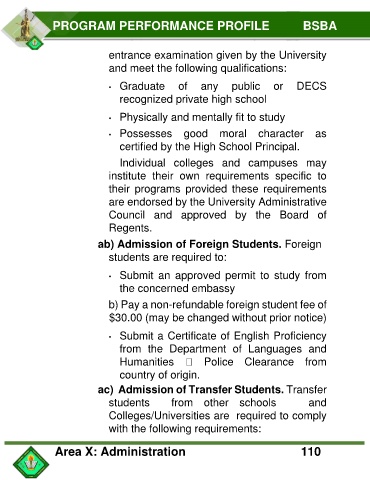 PROGRAM PERFORMANCE PROFILE BSBA
entrance examination given by the University
and meet the following qualifications:
· Graduate of any public or DECS
recognized private high school
· Physically and mentally fit to study
· Possesses good moral character as
certified by the High School Principal.
Individual colleges and campuses may
institute their own requirements specific to
their programs provided these requirements
are endorsed by the University Administrative
Council and approved by the Board of
Regents.
ab) Admission of Foreign Students. Foreign
students are required to:
· Submit an approved permit to study from
the concerned embassy
b) Pay a non-refundable foreign student fee of
$30.00 (may be changed without prior notice)
· Submit a Certificate of English Proficiency
from the Department of Languages and
Humanities □ Police Clearance from
country of origin.
ac) Admission of Transfer Students. Transfer
students from other schools and
Colleges/Universities are required to comply
with the following requirements:
Area X: Administration 110